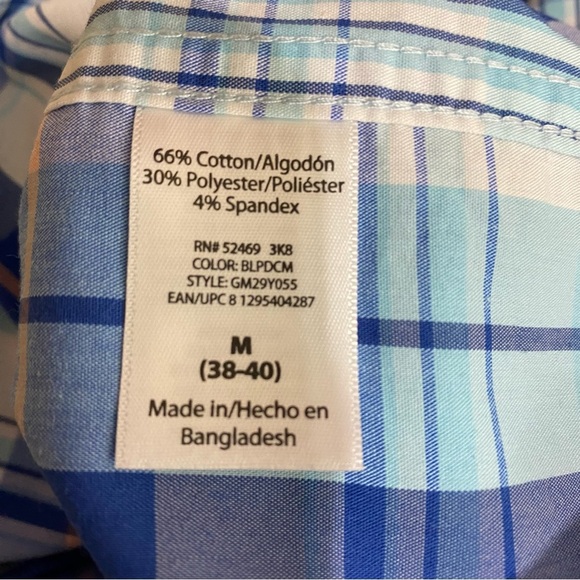 66% Cotton/Algodón
30% Polyester/Poliéster
4% Spandex
RN# 52469 3K8
COLOR: BLPDCM
STYLE: GM29Y055
EAN/UPC 8 1295404287
M
(38-40)
Made in/Hecho en
Bangladesh